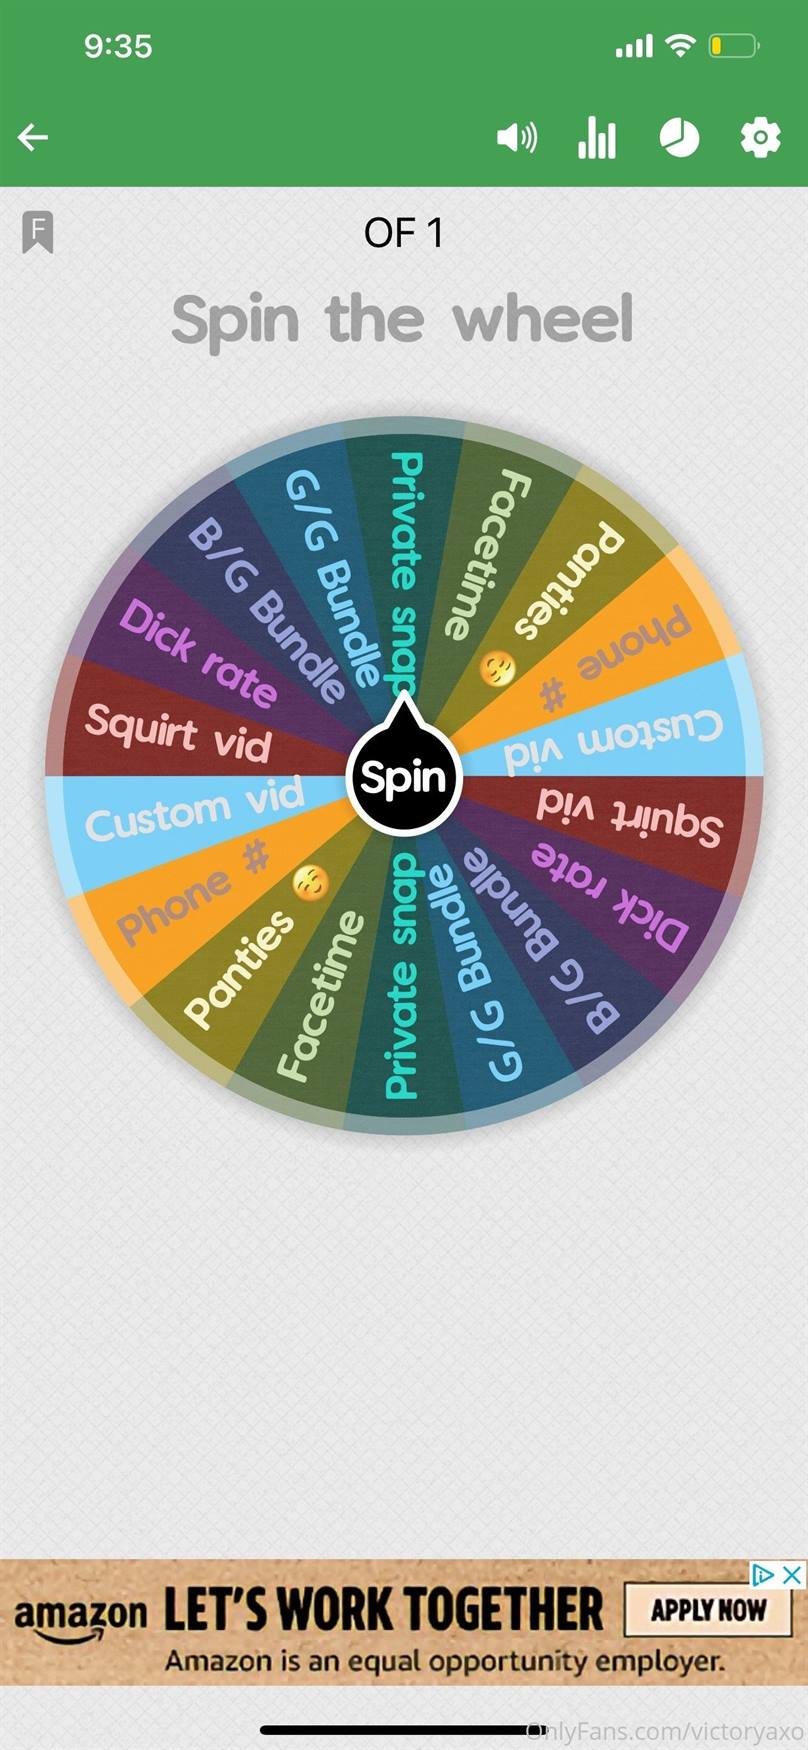 9:35
F
OF 1
Spin the wheel
Private snap
Facetime
Panties 😏
Phone #
Custom vid
Squirt vid
Dick rate
B/G Bundle
G/G Bundle
Private snap
Facetime
Panties 😏
Phone #
Custom vid
Squirt vid
Dick rate
B/G Bundle
G/G Bundle
Spin
amazon LET'S WORK TOGETHER
APPLY NOW
Amazon is an equal opportunity employer.
OnlyFans.com/victoryaxo